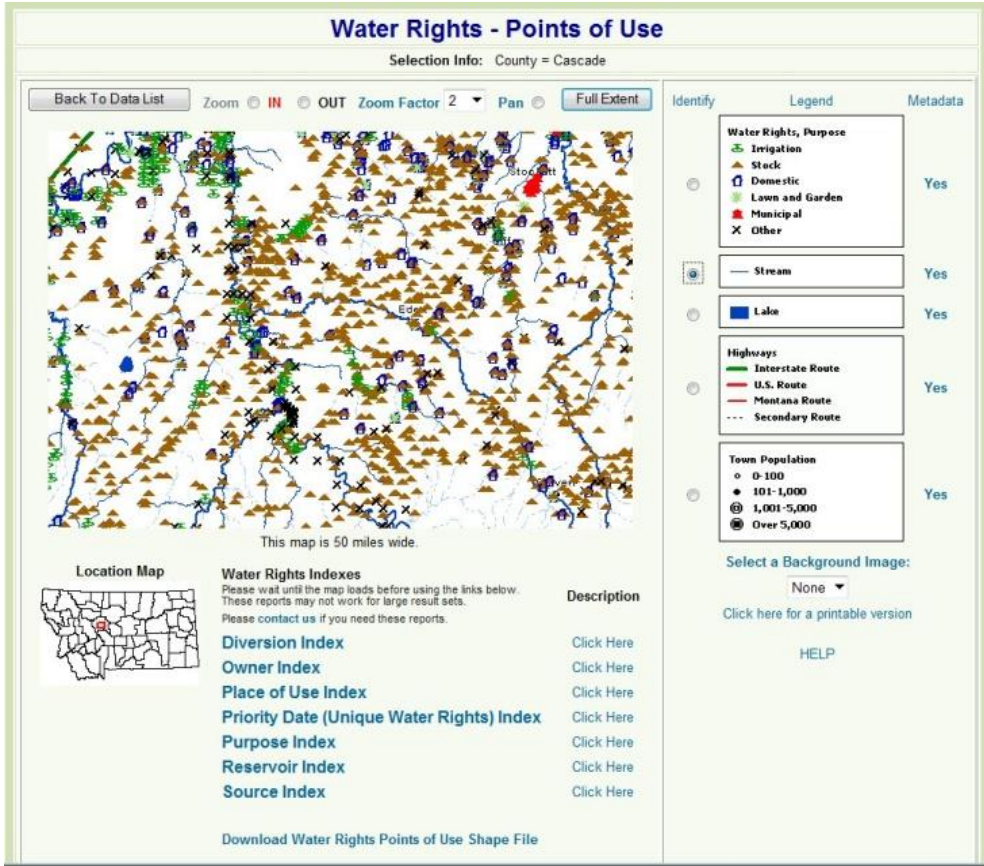 Water Rights - Points of Use
Selection Info: County = Cascade
Back To Data List Zoom IN OUT Zoom Factor 2 Pan Full Extent
Identify Legend Metadata
Water Rights, Purpose
Irrigation
Stock
Domestic
Lawn and Garden
Municipal
Other
Yes
Stream
Yes
Lake
Yes
Highways
Interstate Route
U.S. Route
Montana Route
Secondary Route
Yes
Town Population
0-100
101-1,000
1,001-5,000
Over 5,000
Yes
Select a Background Image:
None
Click here for a printable version
HELP
This map is 50 miles wide.
Location Map
Water Rights Indexes
Please wait until the map loads before using the links below.
These reports may not work for large result sets.
Please contact us if you need these reports.
Description
Diversion Index Click Here
Owner Index Click Here
Place of Use Index Click Here
Priority Date (Unique Water Rights) Index Click Here
Purpose Index Click Here
Reservoir Index Click Here
Source Index Click Here
Download Water Rights Points of Use Shape File